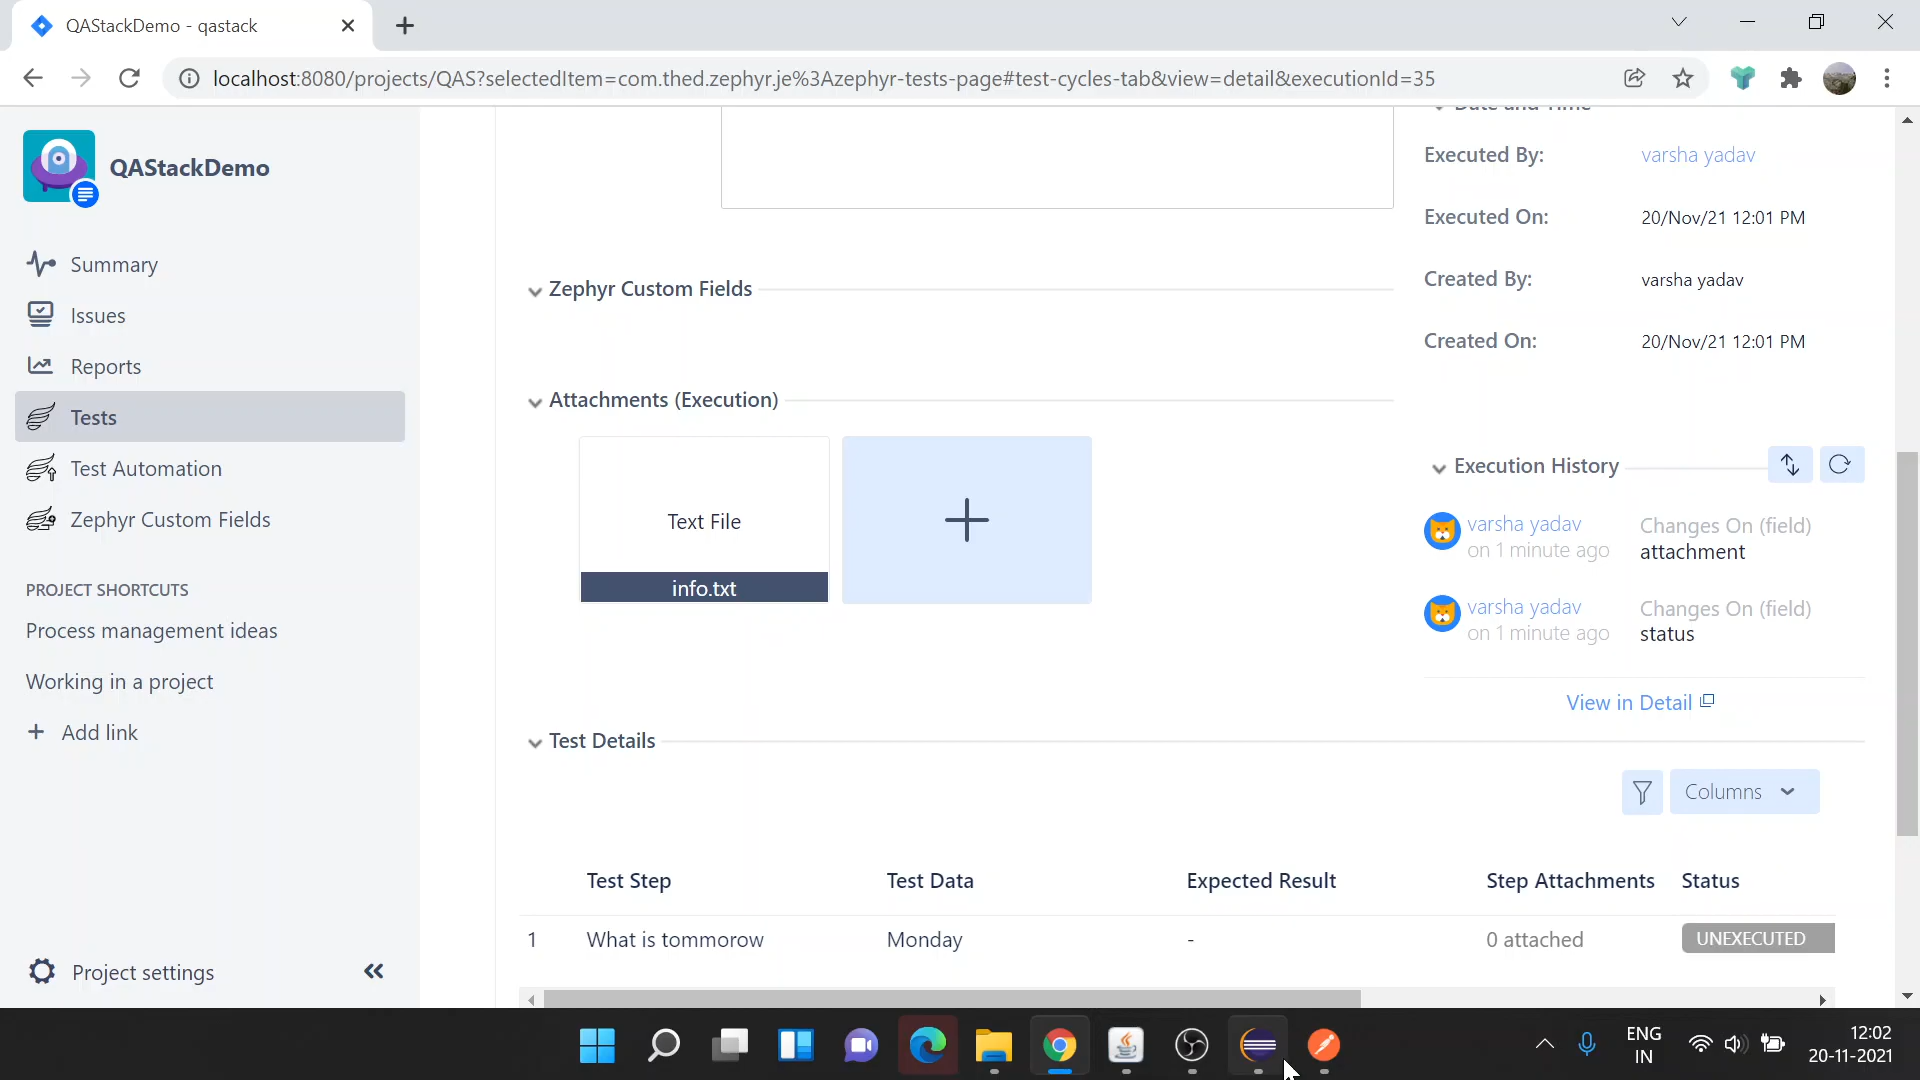 QAStackDemo - qastack
localhost:8080/projects/QAS?selectedItem=com.thed.zephyr.je%3Azephyr-tests-page#test-cycles-tab&view=detail&executionId=35
QAStackDemo
Summary
Issues
Reports
Tests
Test Automation
Zephyr Custom Fields
PROJECT SHORTCUTS
Process management ideas
Working in a project
+ Add link
Project settings
Zephyr Custom Fields
Attachments (Execution)
Text File
info.txt
Date and Time
Executed By: varsha yadav
Executed On: 20/Nov/21 12:01 PM
Created By: varsha yadav
Created On: 20/Nov/21 12:01 PM
Execution History
varsha yadav Changes On (field)
on 1 minute ago attachment
varsha yadav Changes On (field)
on 1 minute ago status
View in Detail
Test Details
Columns
Test Step Test Data Expected Result Step Attachments Status
1 What is tommorow Monday - 0 attached UNEXECUTED
ENG
IN
12:02
20-11-2021